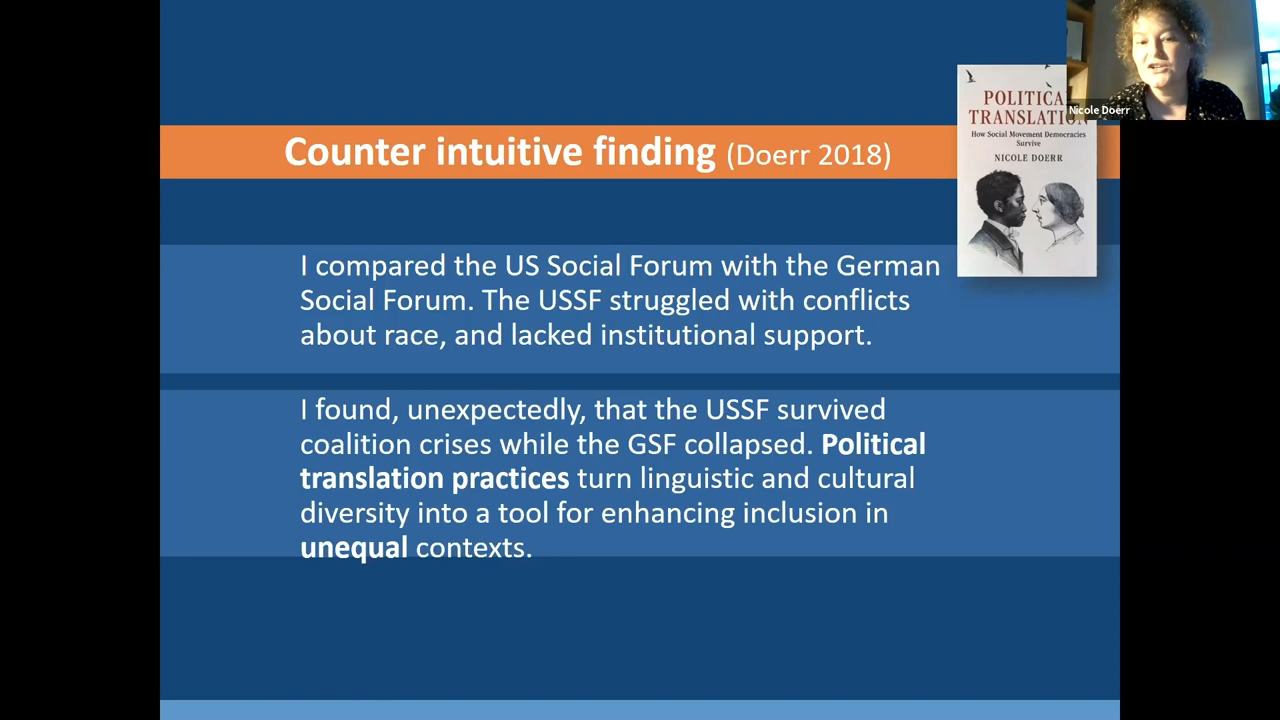 Counter intuitive finding (Doerr 2018)
I compared the US Social Forum with the German
Social Forum. The USSF struggled with conflicts
about race, and lacked institutional support.
I found, unexpectedly, that the USSF survived
coalition crises while the GSF collapsed. Political
translation practices turn linguistic and cultural
diversity into a tool for enhancing inclusion in
unequal contexts.
POLITICA
TRANSLATION
How Social Movement Democracies
Survive
NICOLE DOERR
Nicole Doerr